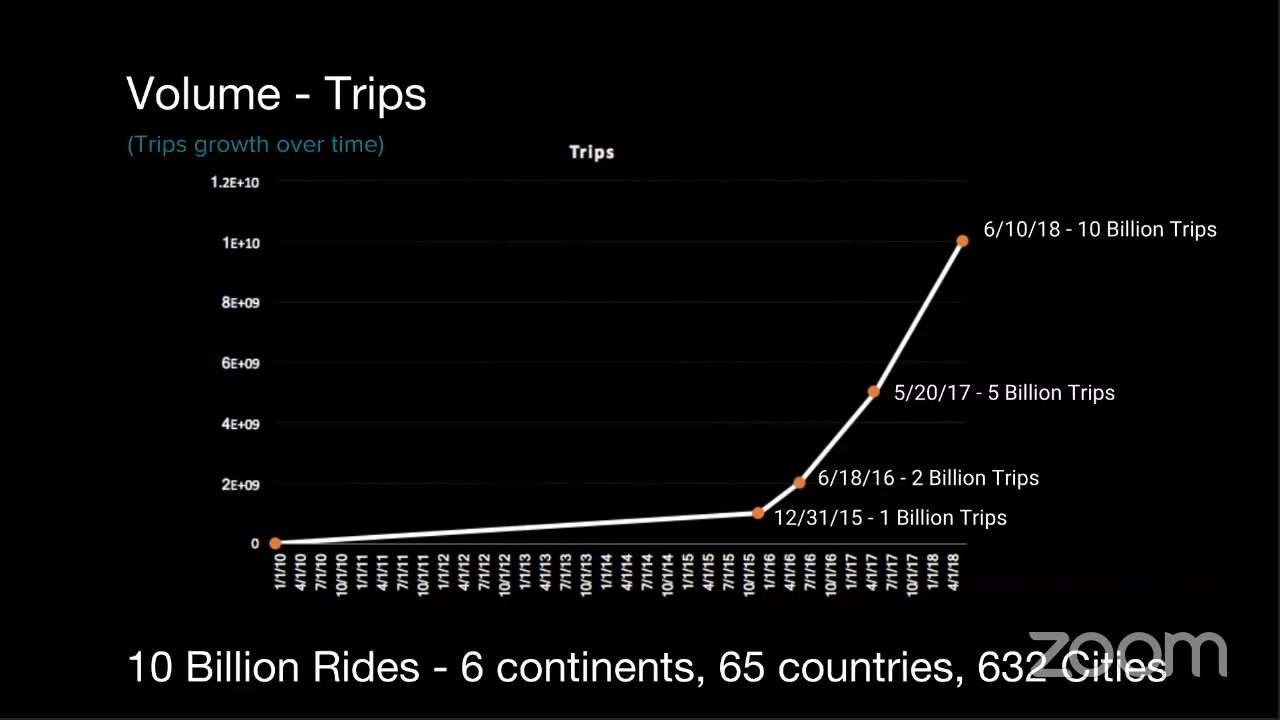 Volume - Trips
(Trips growth over time)
Trips
1.2E+10
1E+10
8E+09
6E+09
4E+09
2E+09
0
6/10/18 - 10 Billion Trips
5/20/17 - 5 Billion Trips
6/18/16 - 2 Billion Trips
12/31/15 - 1 Billion Trips
1/1/10
4/1/10
7/1/10
10/1/10
1/1/11
4/1/11
7/1/11
10/1/11
1/1/12
4/1/12
7/1/12
10/1/12
1/1/13
4/1/13
7/1/13
10/1/13
1/1/14
4/1/14
7/1/14
10/1/14
1/1/15
4/1/15
7/1/15
10/1/15
1/1/16
4/1/16
7/1/16
10/1/16
1/1/17
4/1/17
7/1/17
10/1/17
1/1/18
4/1/18
10 Billion Rides - 6 continents, 65 countries, 632 Cities
zoom